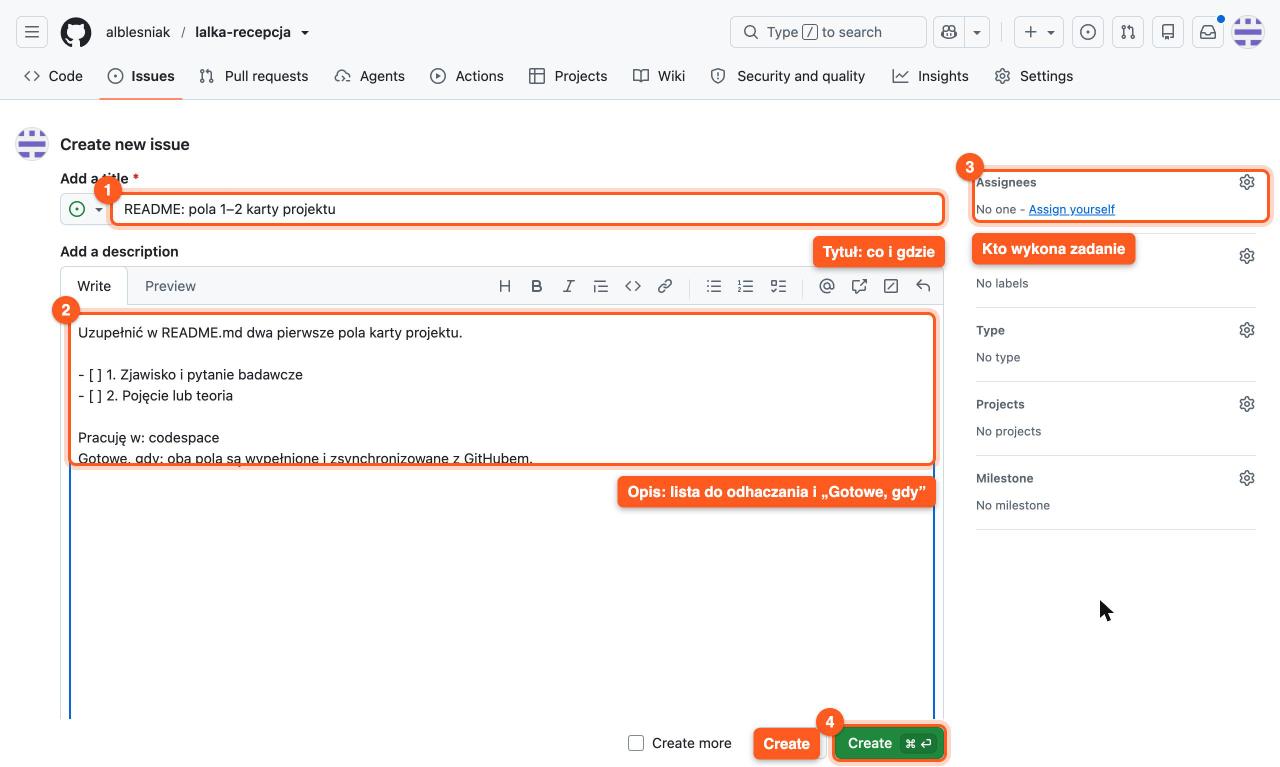 alblesniak / lalka-recepcja
Type / to search
Code Issues Pull requests Agents Actions Projects Wiki Security and quality Insights Settings
Create new issue
Add a title *
1
README: pola 1–2 karty projektu
Tytuł: co i gdzie
Add a description
Write Preview
2
Uzupełnić w README.md dwa pierwsze pola karty projektu.
- [ ] 1. Zjawisko i pytanie badawcze
- [ ] 2. Pojęcie lub teoria
Pracuję w: codespace
Gotowe, gdy: oba pola są wypełnione i zsynchronizowane z GitHubem.
Opis: lista do odhaczania i „Gotowe, gdy”
3
Assignees
No one - Assign yourself
Kto wykona zadanie
No labels
Type
No type
Projects
No projects
Milestone
No milestone
Create more
Create
4
Create ⌘ ⏎